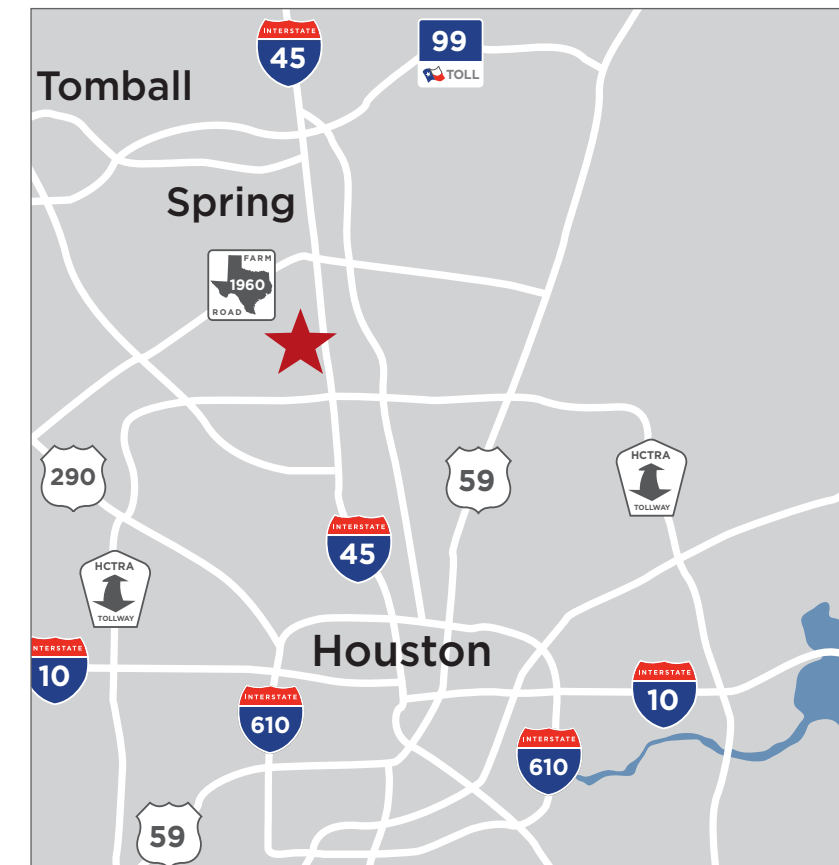 INTERSTATE
45
99
TOLL
Tomball
Spring
FARM
1960
ROAD
290
59
HCTRA
TOLLWAY
INTERSTATE
45
HCTRA
TOLLWAY
Houston
INTERSTATE
10
INTERSTATE
10
INTERSTATE
610
INTERSTATE
610
59